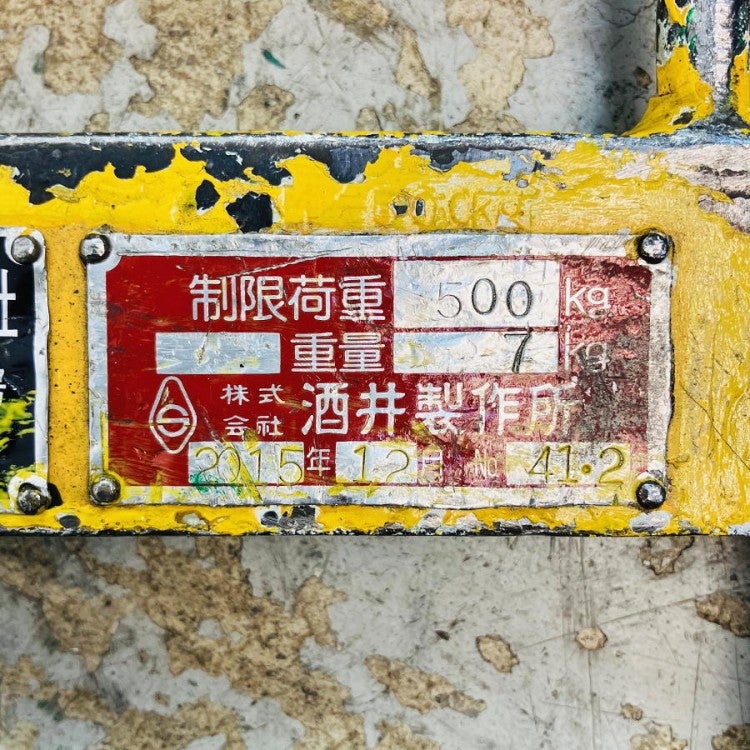 制限荷重 500 kg
重量 7 kg
株式会社 酒井製作所
2015年 12月 No 41・2
社